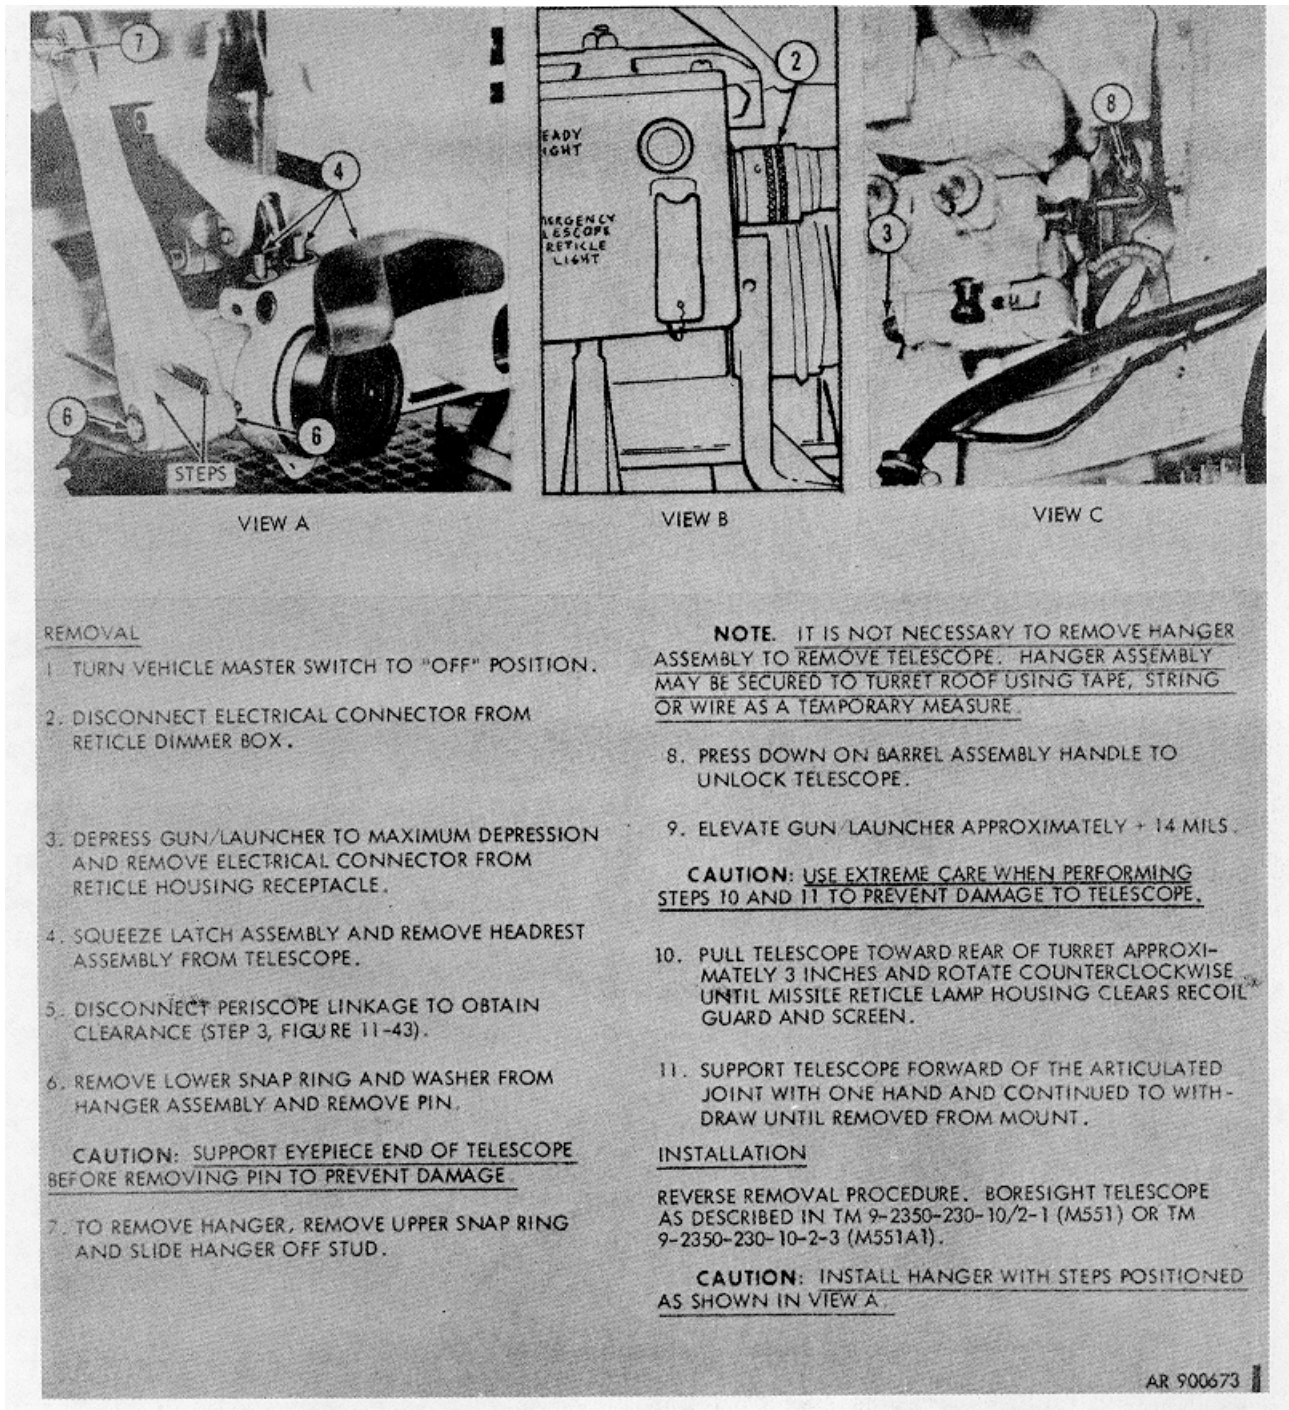 7
4
6
6
STEPS
VIEW A
2
EADY
IGHT
ERGENCY
LESCOPE
RETICLE
LIGHT
VIEW B
8
3
VIEW C
REMOVAL
1 TURN VEHICLE MASTER SWITCH TO "OFF" POSITION.
2. DISCONNECT ELECTRICAL CONNECTOR FROM
RETICLE DIMMER BOX.
3. DEPRESS GUN/LAUNCHER TO MAXIMUM DEPRESSION
AND REMOVE ELECTRICAL CONNECTOR FROM
RETICLE HOUSING RECEPTACLE.
4. SQUEEZE LATCH ASSEMBLY AND REMOVE HEADREST
ASSEMBLY FROM TELESCOPE.
5. DISCONNECT PERISCOPE LINKAGE TO OBTAIN
CLEARANCE (STEP 3, FIGURE 11-43).
6. REMOVE LOWER SNAP RING AND WASHER FROM
HANGER ASSEMBLY AND REMOVE PIN.
CAUTION: SUPPORT EYEPIECE END OF TELESCOPE
BEFORE REMOVING PIN TO PREVENT DAMAGE.
7. TO REMOVE HANGER, REMOVE UPPER SNAP RING
AND SLIDE HANGER OFF STUD.
NOTE. IT IS NOT NECESSARY TO REMOVE HANGER
ASSEMBLY TO REMOVE TELESCOPE. HANGER ASSEMBLY
MAY BE SECURED TO TURRET ROOF USING TAPE, STRING
OR WIRE AS A TEMPORARY MEASURE.
8. PRESS DOWN ON BARREL ASSEMBLY HANDLE TO
UNLOCK TELESCOPE.
9. ELEVATE GUN/LAUNCHER APPROXIMATELY + 14 MILS.
CAUTION: USE EXTREME CARE WHEN PERFORMING
STEPS 10 AND 11 TO PREVENT DAMAGE TO TELESCOPE.
10. PULL TELESCOPE TOWARD REAR OF TURRET APPROXI-
MATELY 3 INCHES AND ROTATE COUNTERCLOCKWISE
UNTIL MISSILE RETICLE LAMP HOUSING CLEARS RECOIL
GUARD AND SCREEN.
11. SUPPORT TELESCOPE FORWARD OF THE ARTICULATED
JOINT WITH ONE HAND AND CONTINUED TO WITH-
DRAW UNTIL REMOVED FROM MOUNT.
INSTALLATION
REVERSE REMOVAL PROCEDURE. BORESIGHT TELESCOPE
AS DESCRIBED IN TM 9-2350-230-10/2-1 (M551) OR TM
9-2350-230-10-2-3 (M551A1).
CAUTION: INSTALL HANGER WITH STEPS POSITIONED
AS SHOWN IN VIEW A.
AR 900673